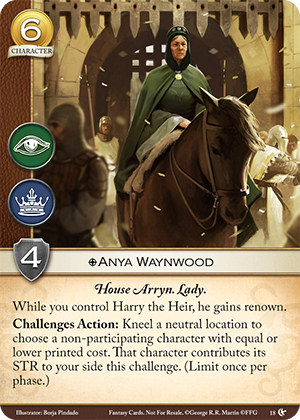 6
CHARACTER
4
Anya Waynwood
House Arryn. Lady.
While you control Harry the Heir, he gains renown.
Challenges Action: Kneel a neutral location
to choose a non-participating character with equal or
lower printed cost. That character contributes its
STR to your side this challenge. (Limit once per
phase.)
Illustrator: Borja Pindado
Fantasy Cards. Not For Resale. ©George R.R. Martin ©FFG
18